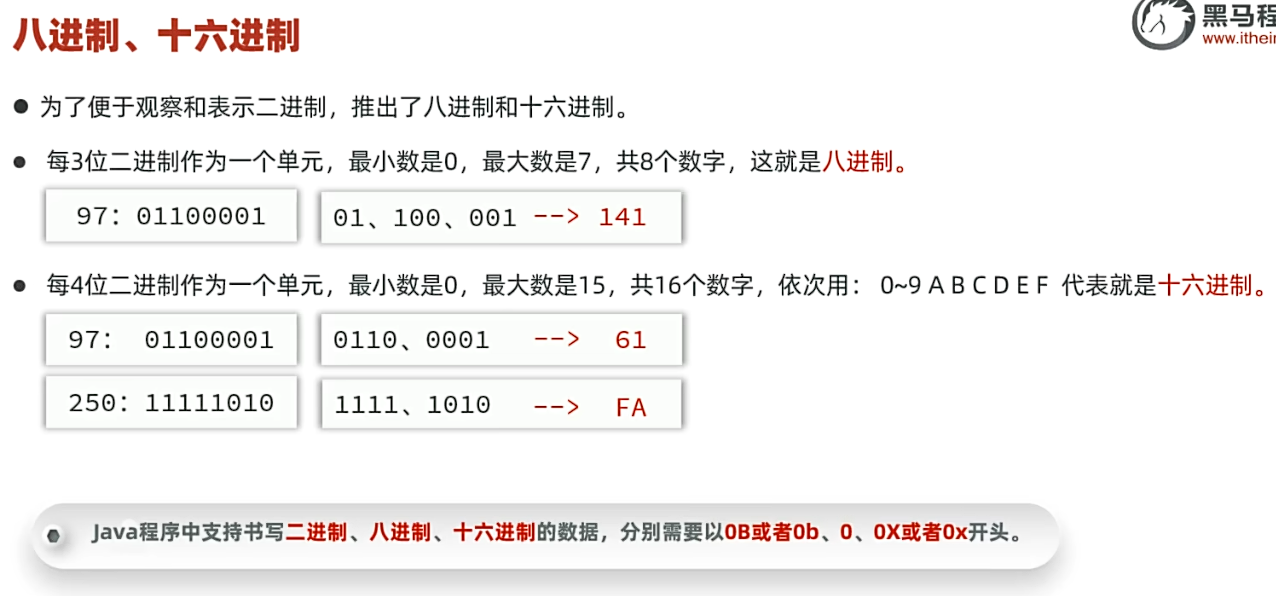 八进制、十六进制
黑马程
www.ithei
为了便于观察和表示二进制，推出了八进制和十六进制。
每3位二进制作为一个单元，最小数是0，最大数是7，共8个数字，这就是八进制。
97：01100001 01、100、001 --> 141
每4位二进制作为一个单元，最小数是0，最大数是15，共16个数字，依次用： 0~9 A B C D E F 代表就是十六进制。
97： 01100001 0110、0001 --> 61
250：11111010 1111、1010 --> FA
Java程序中支持书写二进制、八进制、十六进制的数据，分别需要以0B或者0b、0、0X或者0x开头。